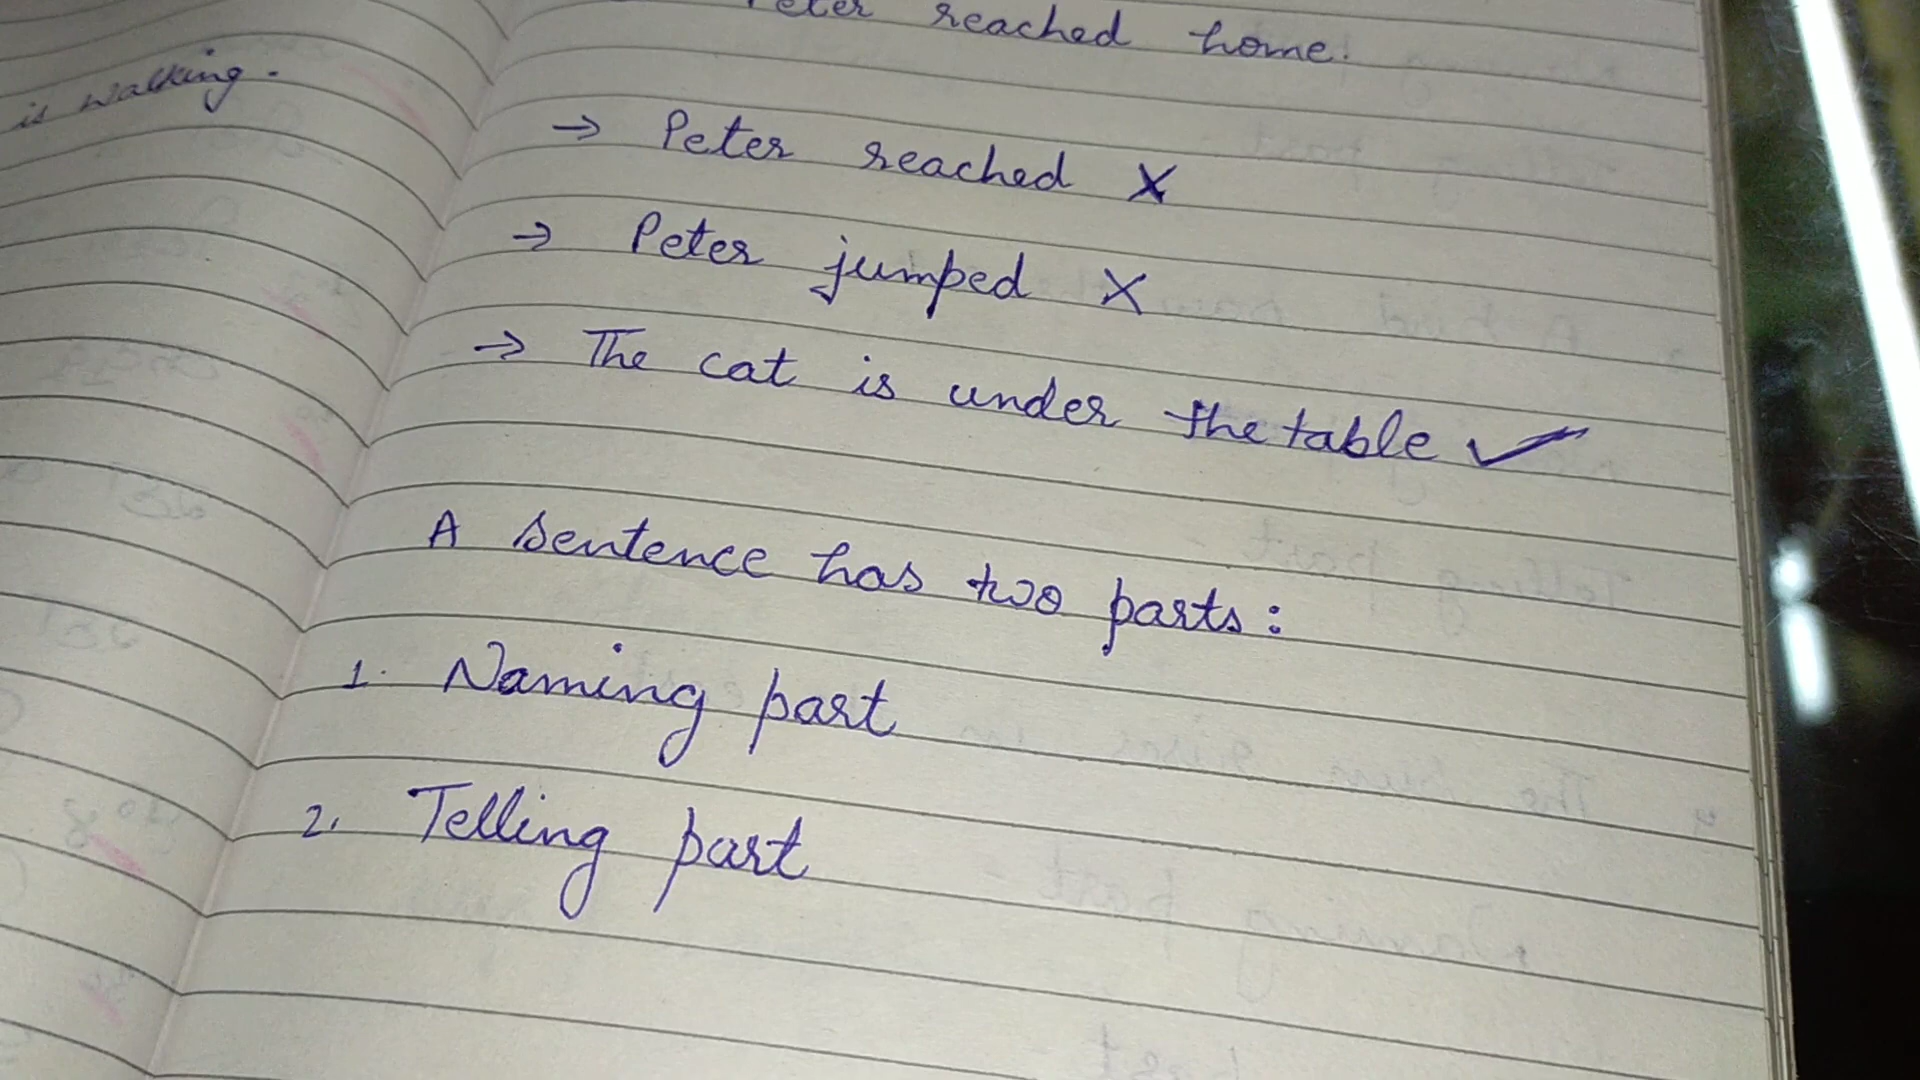 reached home.
is walking.
→ Peter reached X
→ Peter jumped X
→ The cat is under the table ✓
A sentence has two parts:
1. Naming part
2. Telling part